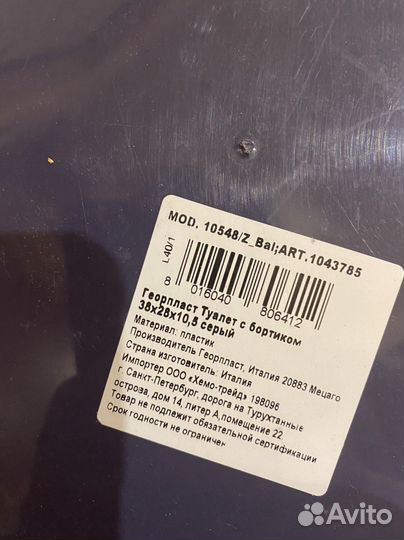 MOD. 10548/Z_Bal;ART.1043785
L40/1
8 016040 806412
Георпласт Туалет с бортиком
38x28x10,5 серый
Материал: пластик
Производитель Георпласт, Италия 20883 Мецаго
Страна изготовитель: Италия
Импортер ООО «Хемо-трейд» 198096
г. Санкт-Петербург, дорога на Турухтанные
острова, дом 14, литер А,помещение 22
Товар не подлежит обязательной сертификации
Срок годности не ограничен
Avito